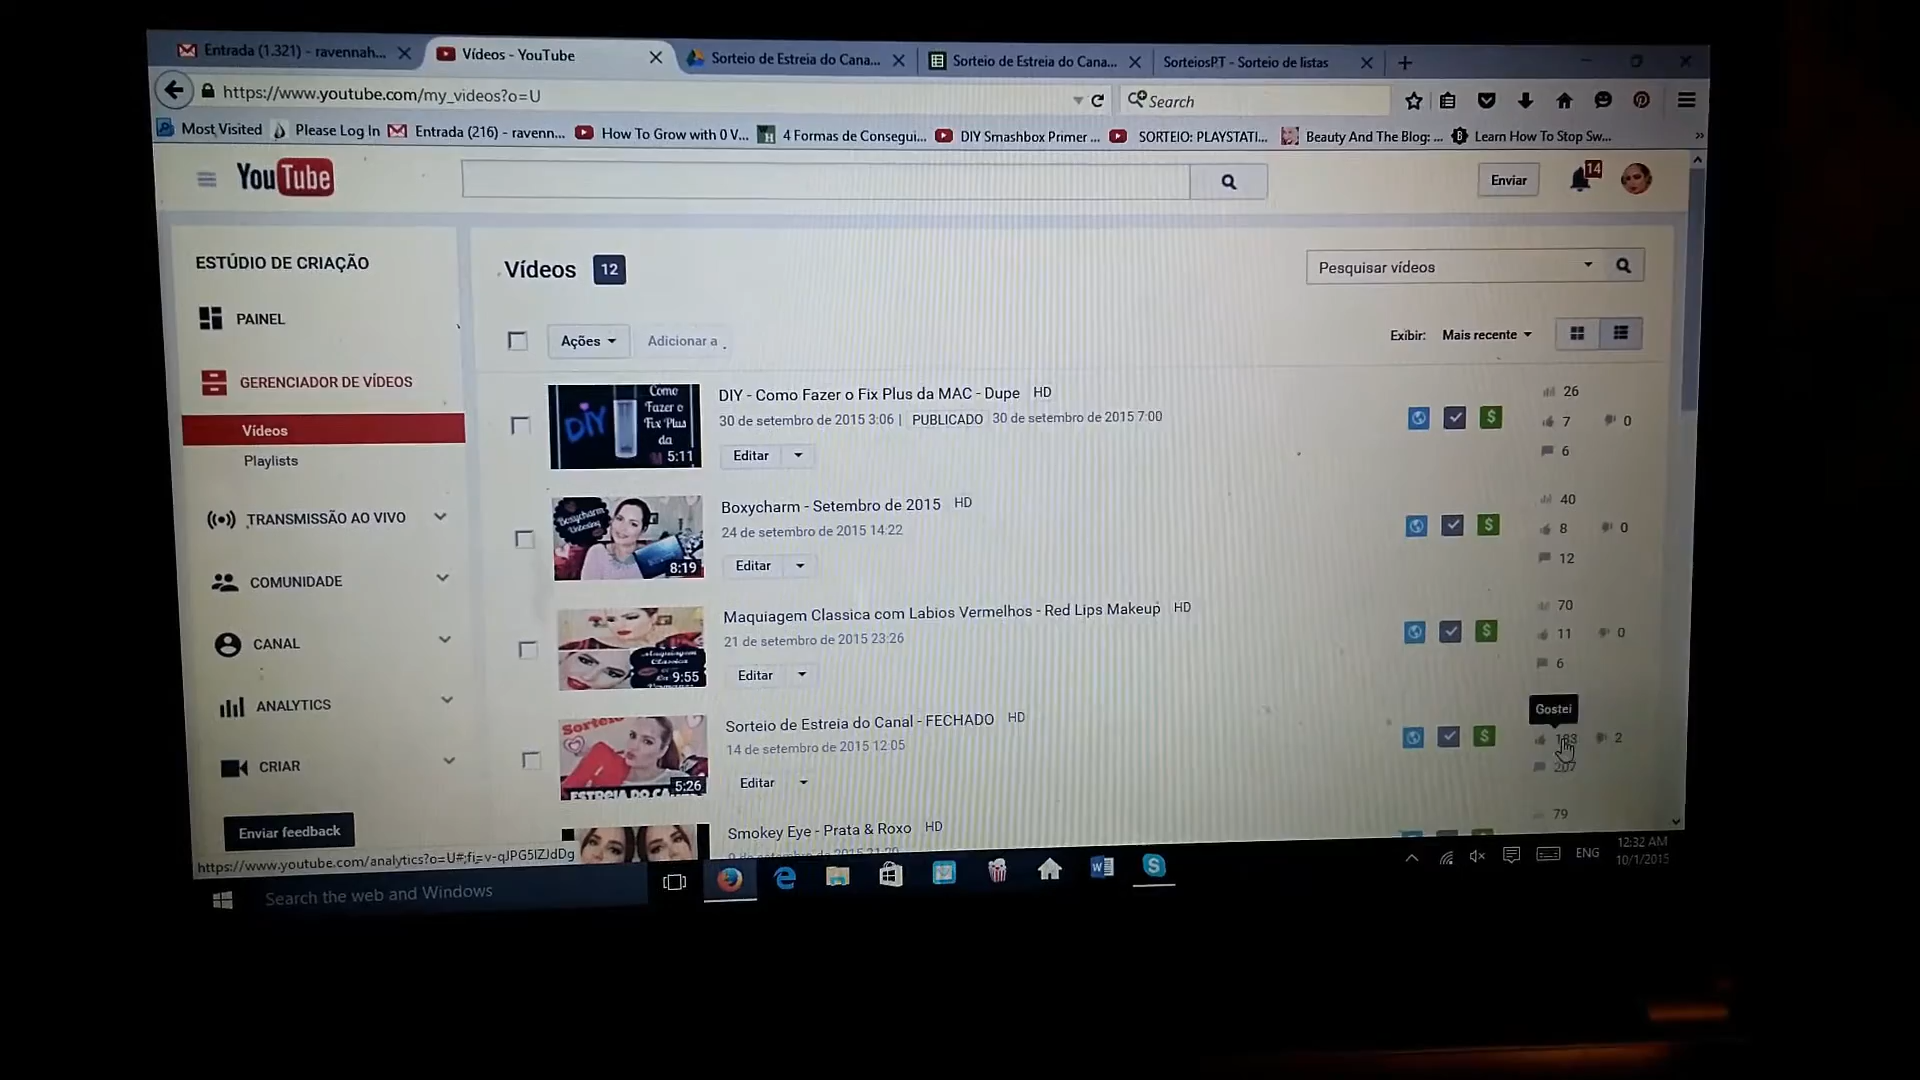 Entrada (1.321) - ravennah...
Vídeos - YouTube
Sorteio de Estreia do Cana...
Sorteio de Estreia do Cana...
SorteiosPT - Sorteio de listas
https://www.youtube.com/my_videos?o=U
Search
Most Visited
Please Log In
Entrada (216) - ravenn...
How To Grow with 0 V...
4 Formas de Consegui...
DIY Smashbox Primer ...
SORTEIO: PLAYSTATI...
Beauty And The Blog: ...
Learn How To Stop Sw...
YouTube
Enviar
14
ESTÚDIO DE CRIAÇÃO
PAINEL
GERENCIADOR DE VÍDEOS
Vídeos
Playlists
TRANSMISSÃO AO VIVO
COMUNIDADE
CANAL
ANALYTICS
CRIAR
Enviar feedback
Vídeos 12
Pesquisar vídeos
Ações
Adicionar a
Exibir: Mais recente
DIY
Como
Fazer o
Fix Plus
da
5:11
DIY - Como Fazer o Fix Plus da MAC - Dupe HD
30 de setembro de 2015 3:06 | PUBLICADO 30 de setembro de 2015 7:00
Editar
26
7 0
6
Boxycharm
Unboxing
8:19
Boxycharm - Setembro de 2015 HD
24 de setembro de 2015 14:22
Editar
40
8 0
12
Maquiagem
Classica
9:55
Maquiagem Classica com Labios Vermelhos - Red Lips Makeup HD
21 de setembro de 2015 23:26
Editar
70
11 0
6
Sorteio
ESTREIA DO CA
5:26
Sorteio de Estreia do Canal - FECHADO HD
14 de setembro de 2015 12:05
Editar
Gostei
2
207
Smokey Eye - Prata & Roxo HD
79
https://www.youtube.com/analytics?o=U#;fi=v-qJPG5IZJdDg
Search the web and Windows
ENG
12:32 AM
10/1/2015